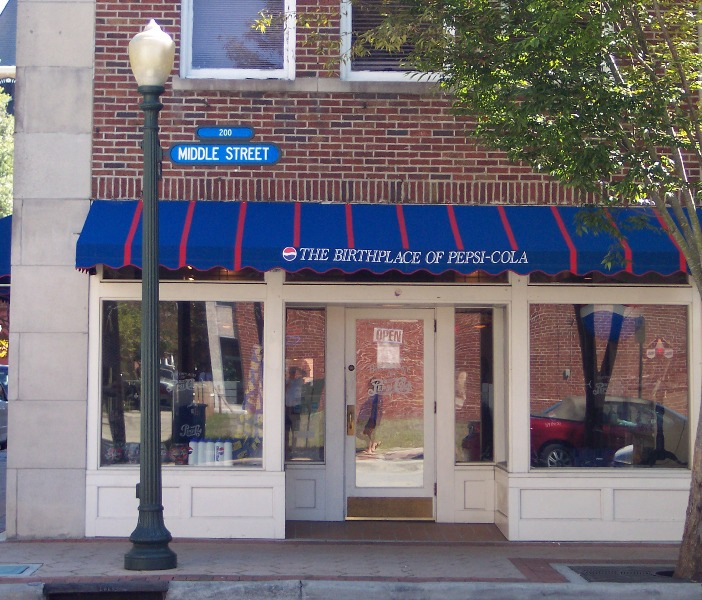 200
MIDDLE STREET
THE BIRTHPLACE OF PEPSI-COLA
OPEN